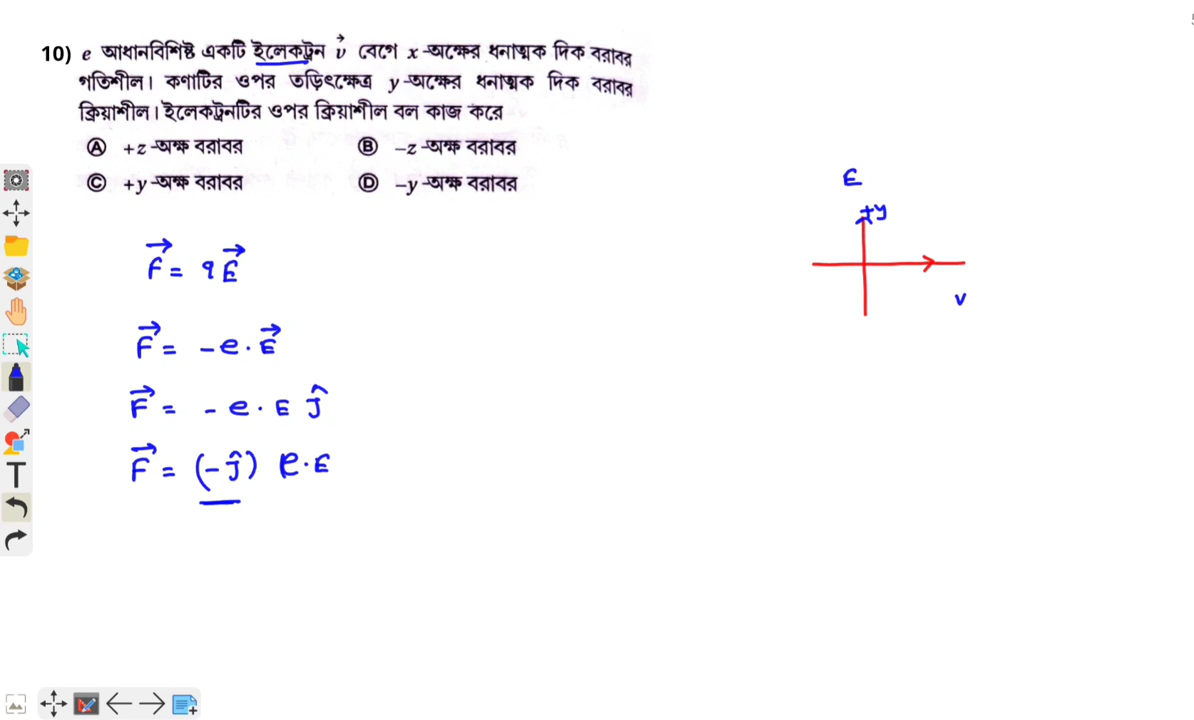 10) e আধানবিশিষ্ট একটি ইলেকট্রন v⃗ বেগে x-অক্ষের ধনাত্মক দিক বরাবর
গতিশীল। কণাটির ওপর তড়িৎক্ষেত্র y-অক্ষের ধনাত্মক দিক বরাবর
ক্রিয়াশীল। ইলেকট্রনটির ওপর ক্রিয়াশীল বল কাজ করে
Ⓐ +z-অক্ষ বরাবর Ⓑ –z-অক্ষ বরাবর
Ⓒ +y-অক্ষ বরাবর Ⓓ –y-অক্ষ বরাবর
E
+y
v
F⃗ = qE⃗
F⃗ = -e.E⃗
F⃗ = -e.E ĵ
F⃗ = (-ĵ) e.E
T